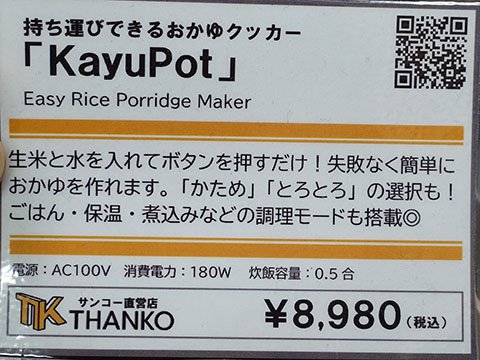 持ち運びできるおかゆクッカー
「KayuPot」
Easy Rice Porridge Maker
生米と水を入れてボタンを押すだけ！失敗なく簡単に
おかゆを作れます。「かため」「とろとろ」の選択も！
ごはん・保温・煮込みなどの調理モードも搭載◎
電源：AC100V 消費電力：180W 炊飯容量：0.5合
TK サンコー直営店
THANKO
￥8,980（税込）